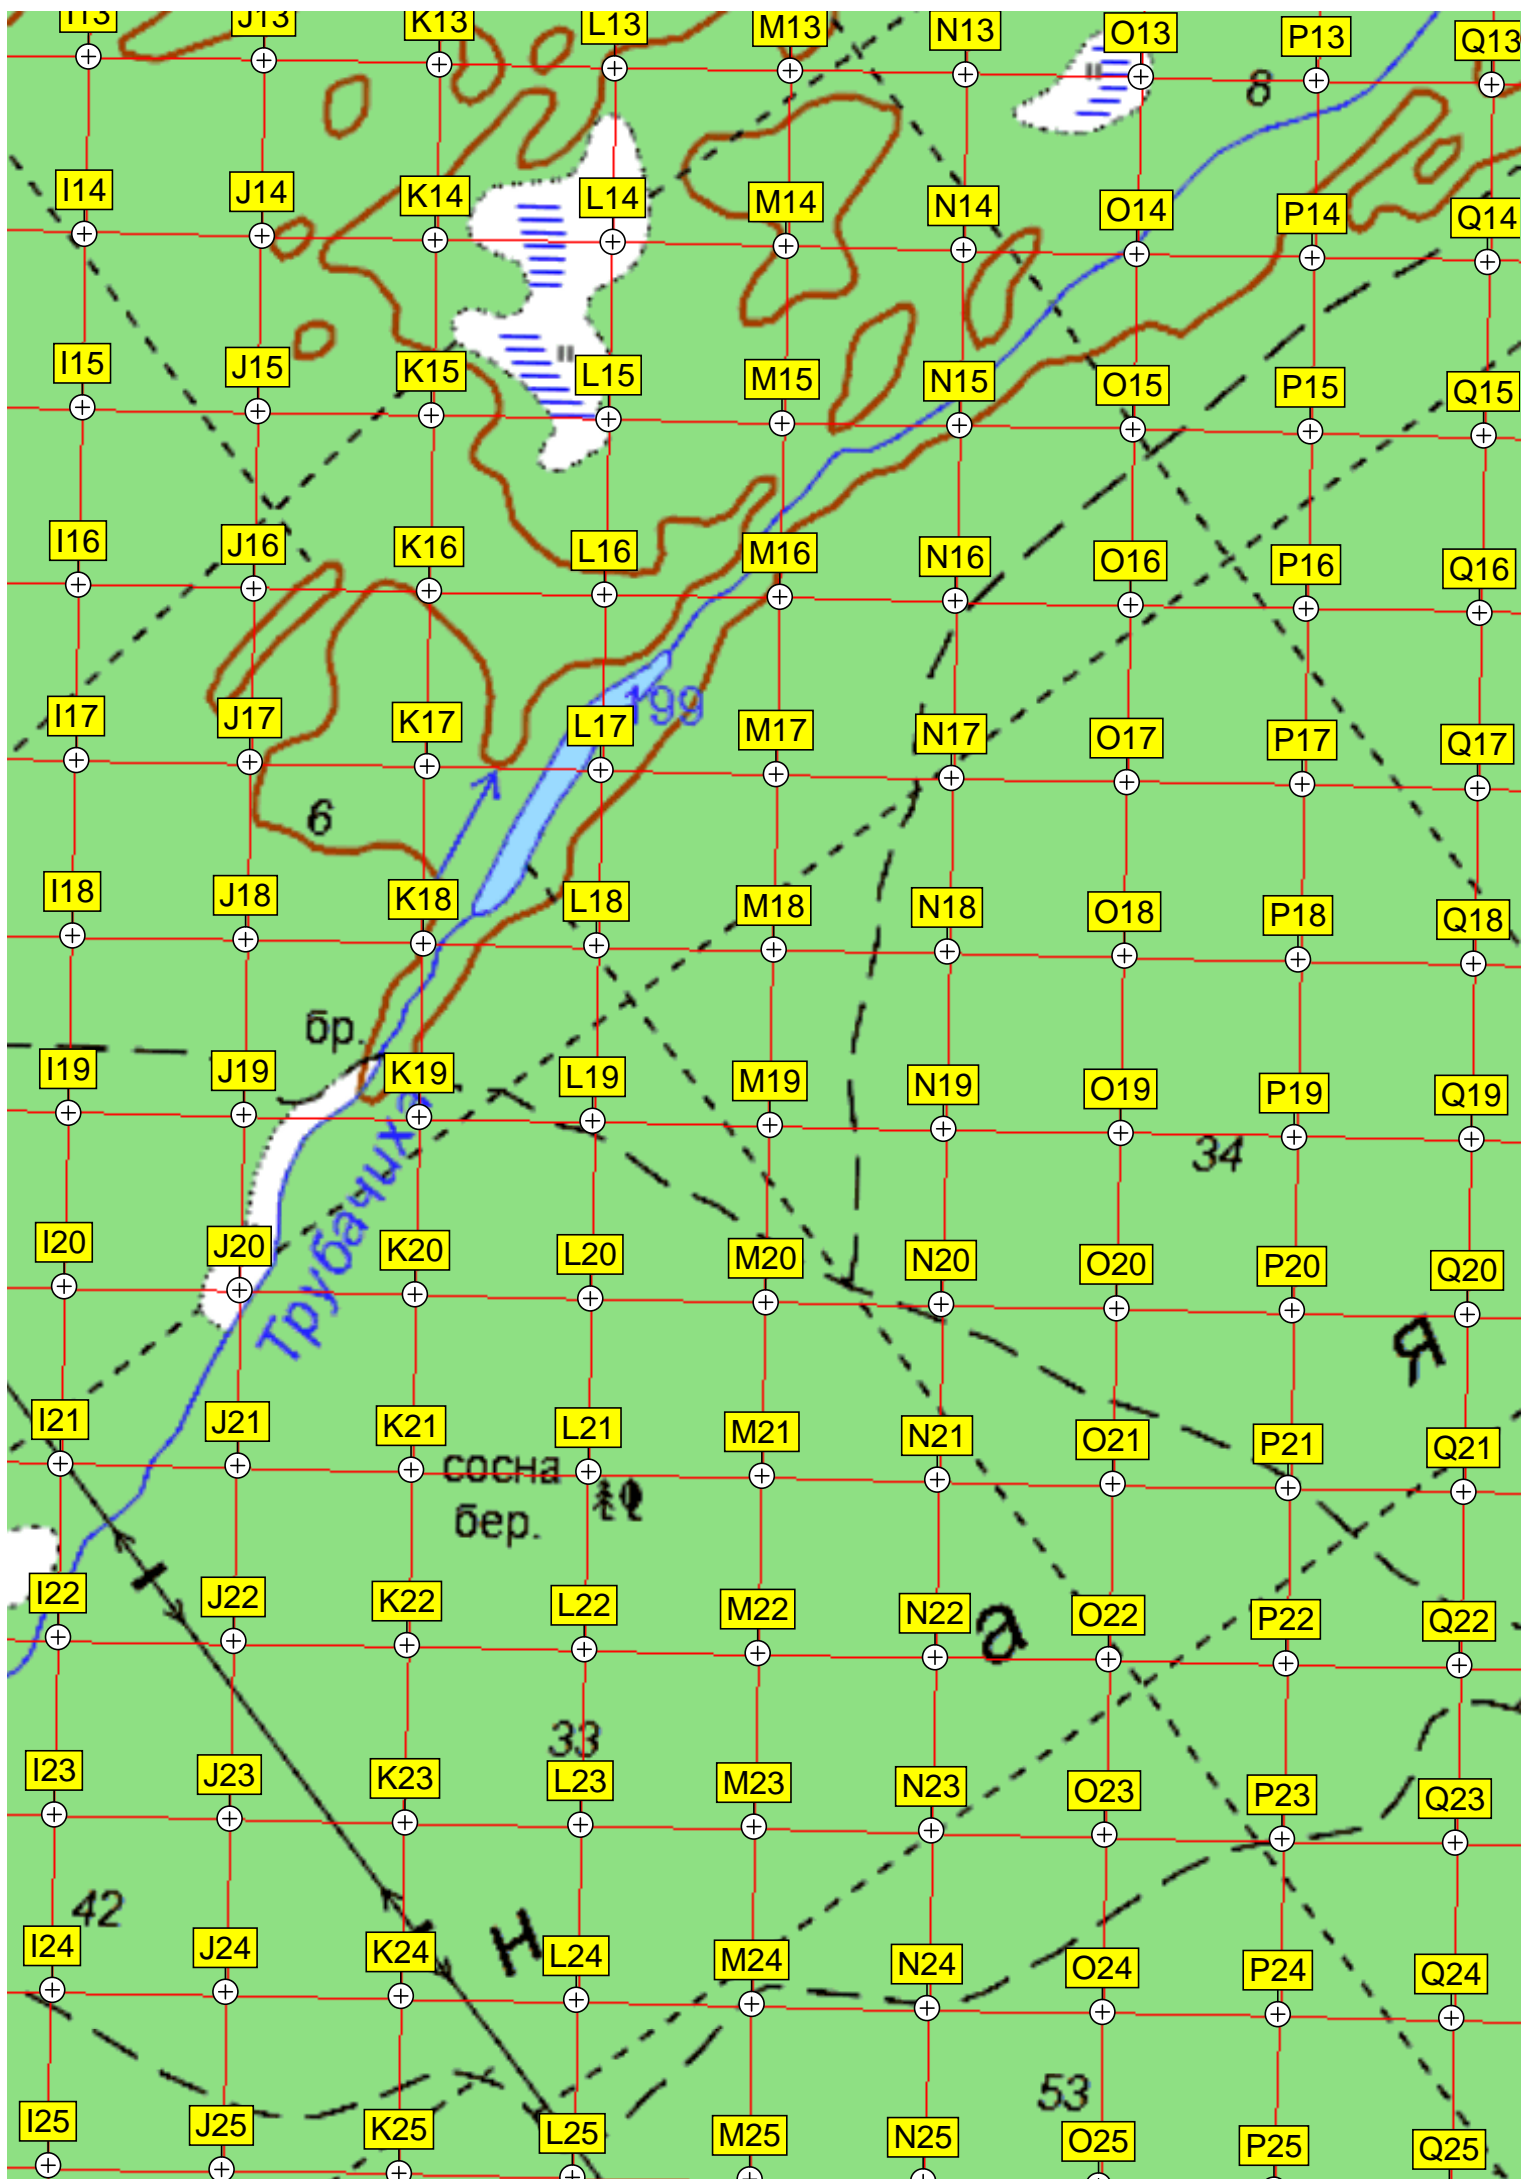 I13 J13 K13 L13 M13 N13 O13 P13 Q13
8
I14 J14 K14 L14 M14 N14 O14 P14 Q14
I15 J15 K15 L15 M15 N15 O15 P15 Q15
I16 J16 K16 L16 M16 N16 O16 P16 Q16
199
I17 J17 K17 L17 M17 N17 O17 P17 Q17
6
I18 J18 K18 L18 M18 N18 O18 P18 Q18
бр.
I19 J19 K19 L19 M19 N19 O19 P19 Q19
34
Трубачиха
I20 J20 K20 L20 M20 N20 O20 P20 Q20
Я
I21 J21 K21 L21 M21 N21 O21 P21 Q21
сосна
бер.
I22 J22 K22 L22 M22 N22 O22 P22 Q22
а
33
I23 J23 K23 L23 M23 N23 O23 P23 Q23
42
н
I24 J24 K24 L24 M24 N24 O24 P24 Q24
53
I25 J25 K25 L25 M25 N25 O25 P25 Q25